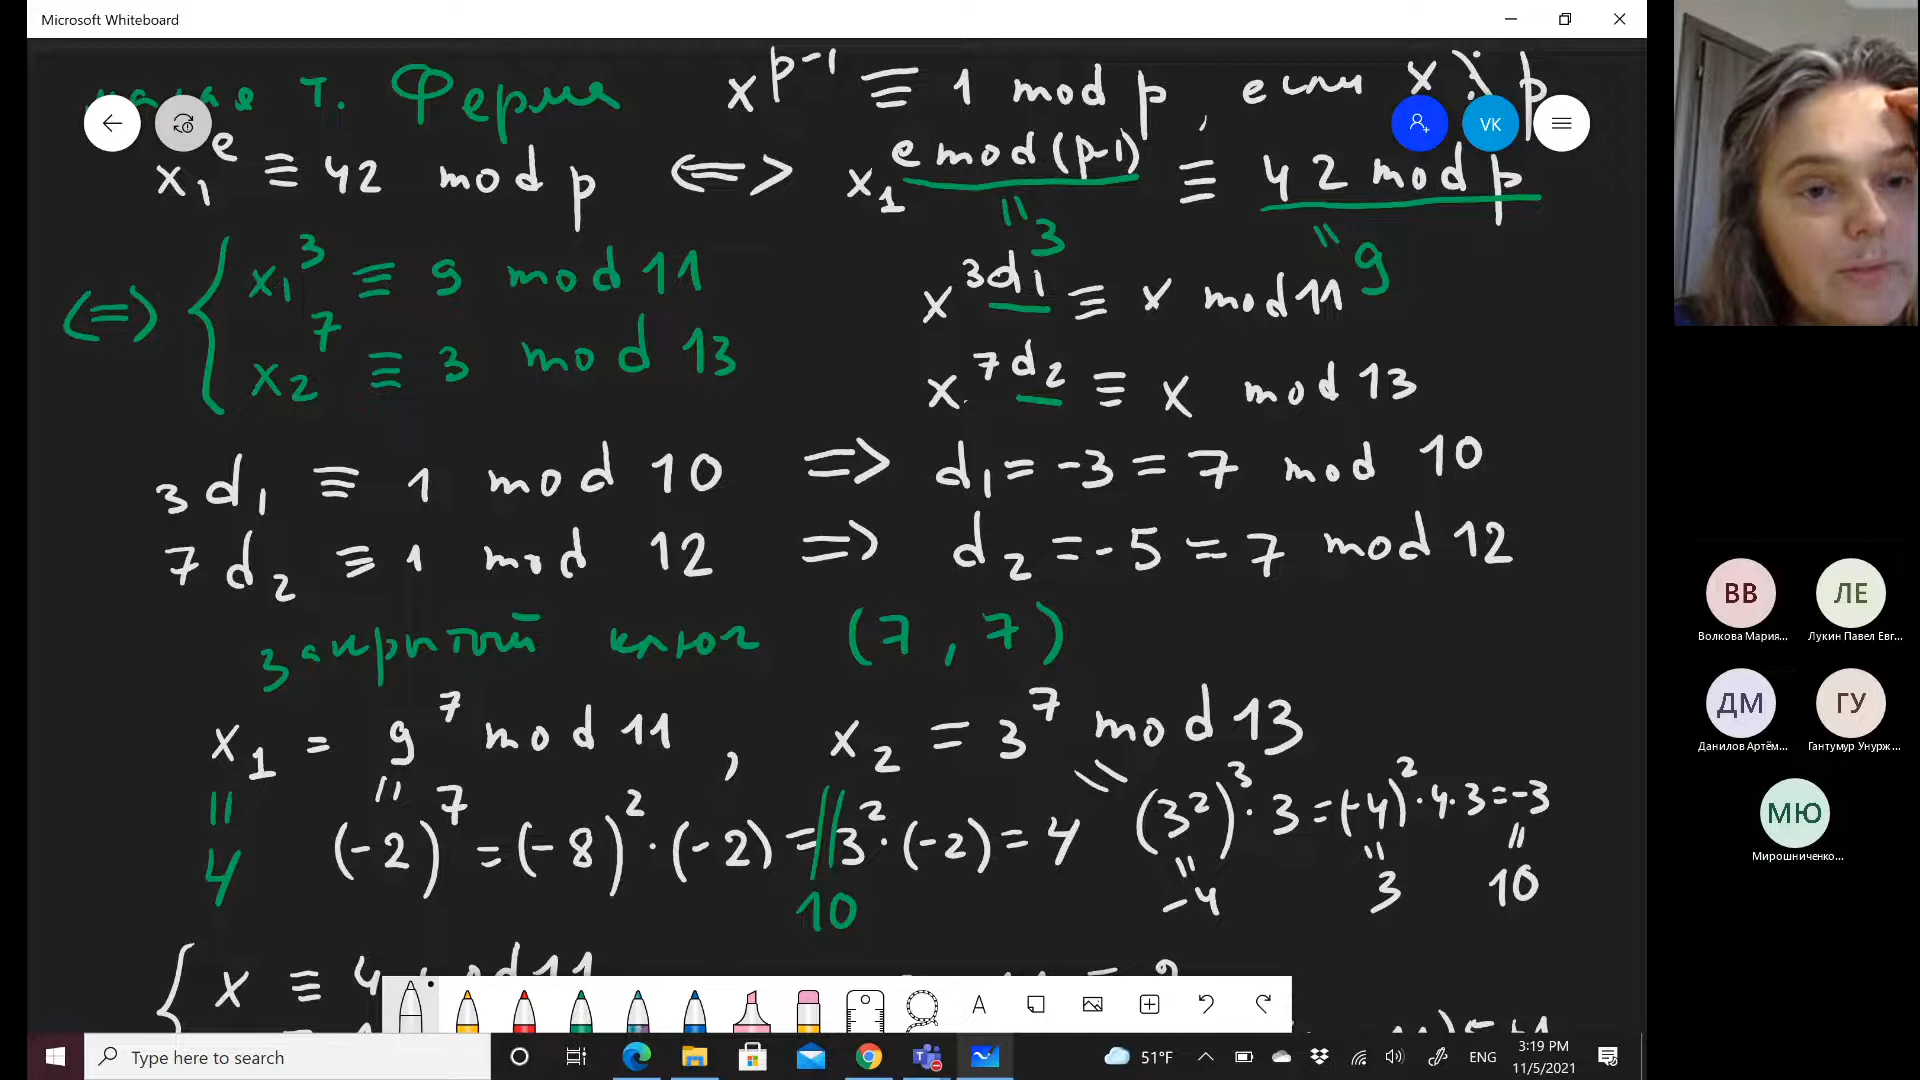 Microsoft Whiteboard
малая т. Ферма x^{p-1} ≡ 1 mod p, если x ⋮̸ p
x₁^e ≡ 42 mod p <=> x₁^{e mod (p-1)} ≡ 42 mod p
VK
= 3
= 9
<=> { x₁³ ≡ 9 mod 11
x₂⁷ ≡ 3 mod 13
x^{3d₁} ≡ x mod 11
x^{7d₂} ≡ x mod 13
3d₁ ≡ 1 mod 10 => d₁ = -3 = 7 mod 10
7d₂ ≡ 1 mod 12 => d₂ = -5 = 7 mod 12
закрытый ключ (7, 7)
x₁ = 9⁷ mod 11, x₂ = 3⁷ mod 13
= 4
= (-2)⁷ = (-8)² · (-2) = 3² · (-2) = 4
= 10
= (3²)³ · 3 = (-4)² · 4 · 3 = -3
= -4 = 3 = 10
{ x ≡ 4 mod 11
ВВ
Волкова Мария...
ЛЕ
Лукин Павел Евг...
ДМ
Данилов Артём...
ГУ
Гантумур Унурж...
МЮ
Мирошниченко...
Type here to search
51°F
ENG
3:19 PM
11/5/2021